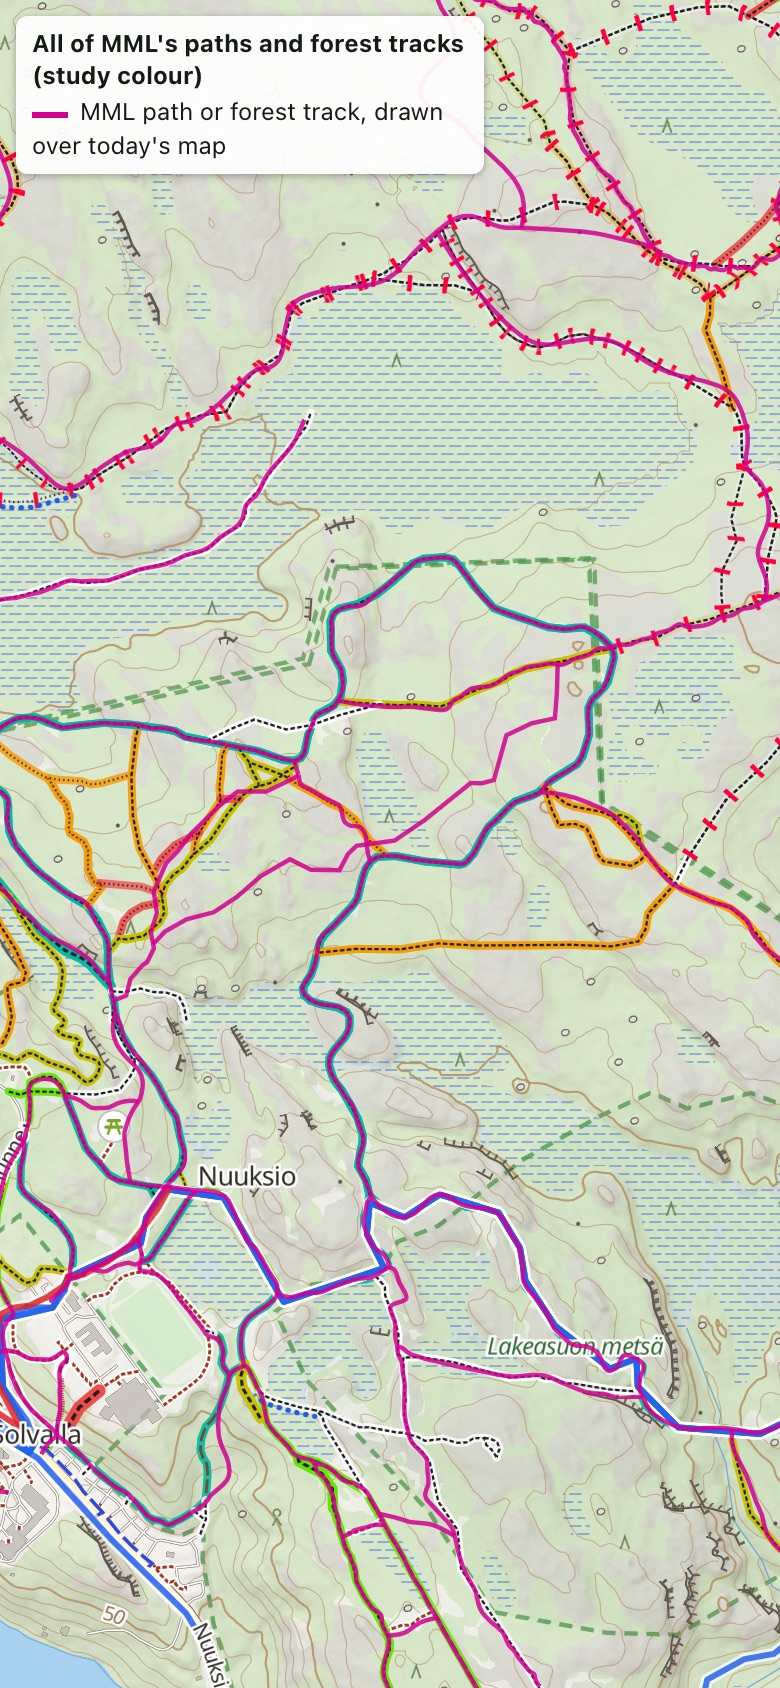 All of MML's paths and forest tracks
(study colour)
MML path or forest track, drawn
over today's map
Nuuksio
Lakeasuon metsä
Solvalla
50
Nuuksi